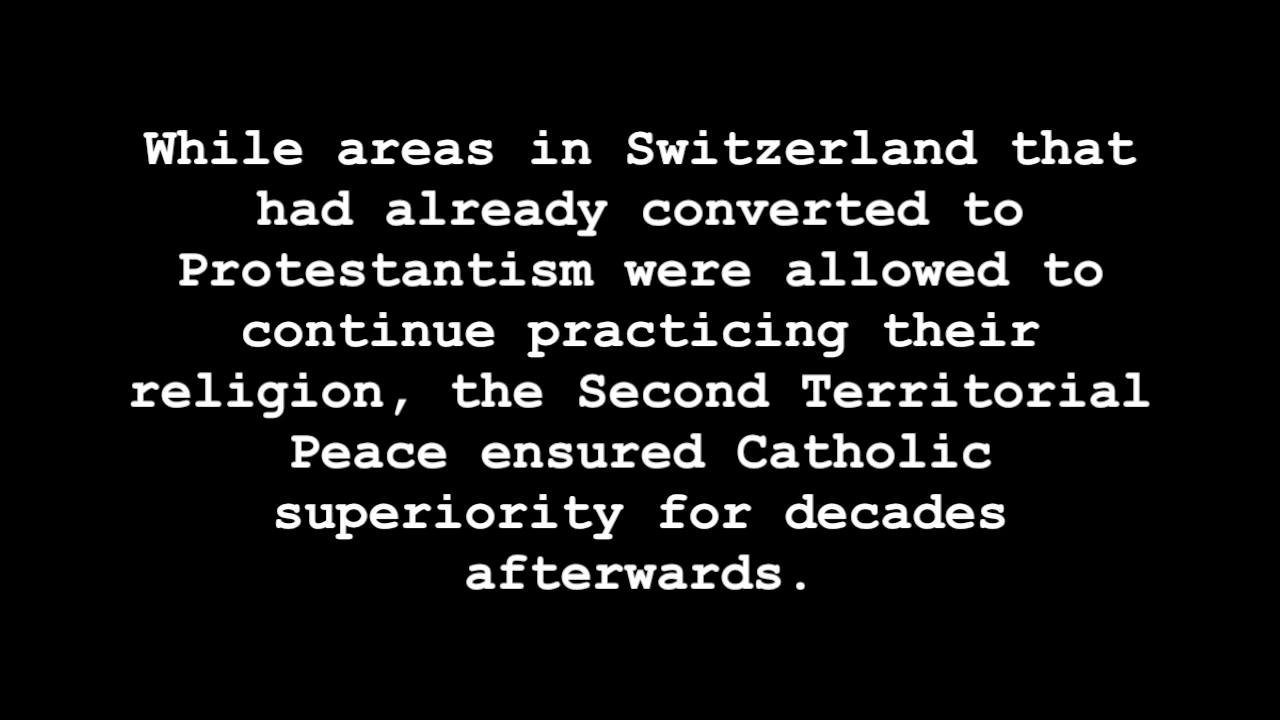 While areas in Switzerland that
had already converted to
Protestantism were allowed to
continue practicing their
religion, the Second Territorial
Peace ensured Catholic
superiority for decades
afterwards.